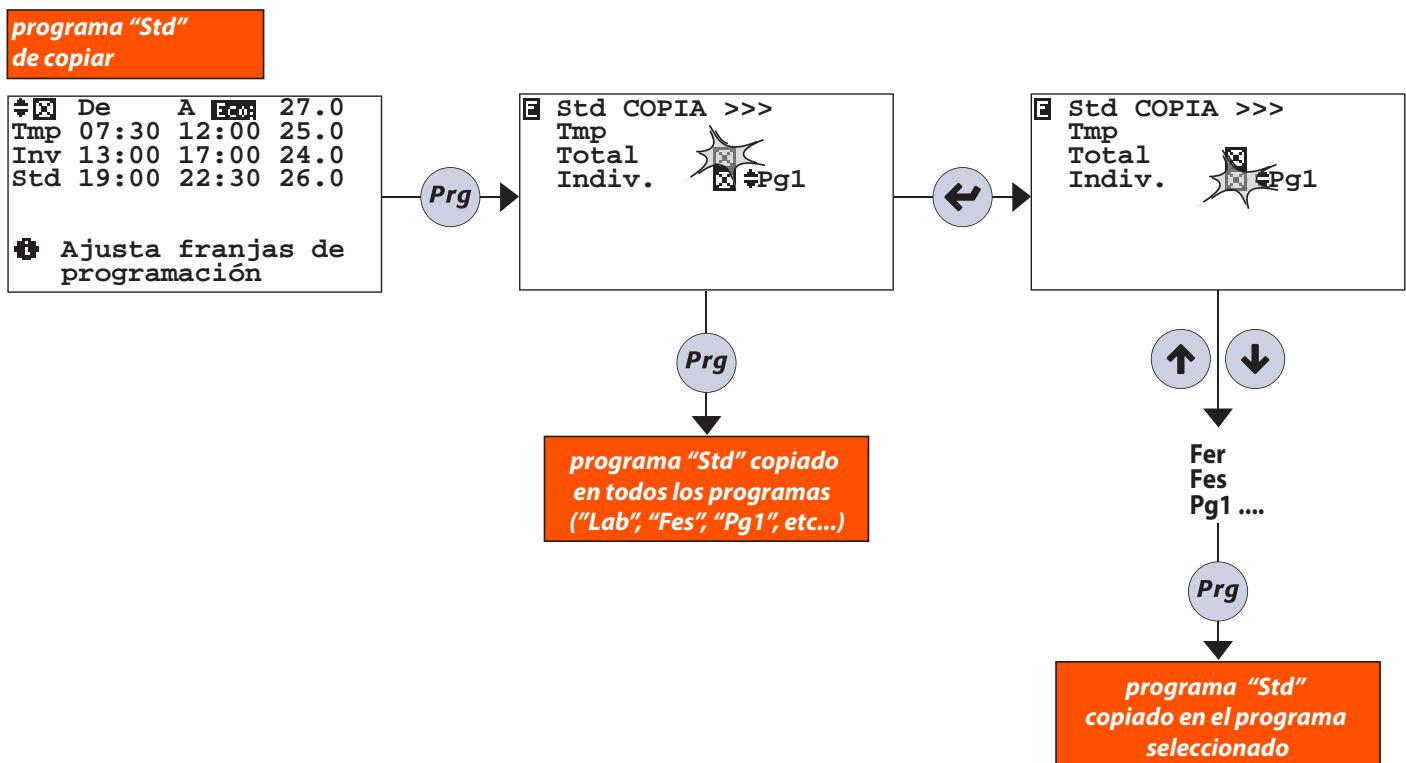 programa “Std”
de copiar
De A Eco 27.0
Tmp 07:30 12:00 25.0
Inv 13:00 17:00 24.0
Std 19:00 22:30 26.0
i Ajusta franjas de
programación
Prg
E Std COPIA >>>
Tmp
Total
Indiv. Pg1
Prg
programa “Std” copiado
en todos los programas
(”Lab”, “Fes”, “Pg1”, etc...)
E Std COPIA >>>
Tmp
Total
Indiv. Pg1
Fer
Fes
Pg1 ....
Prg
programa “Std”
copiado en el programa
seleccionado